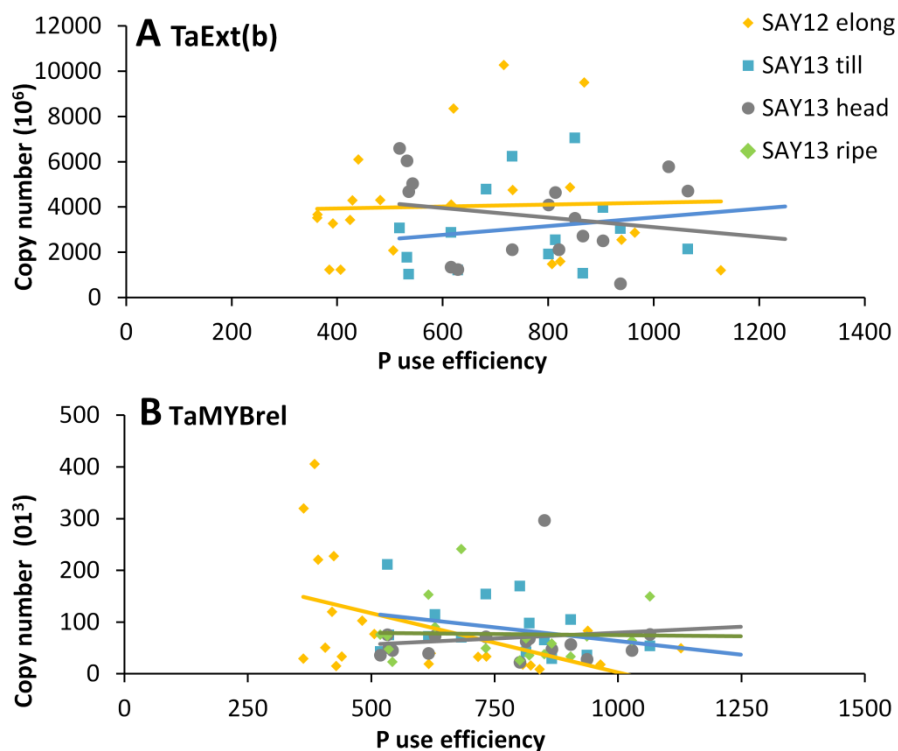 A TaExt(b)
SAY12 elong
SAY13 till
SAY13 head
SAY13 ripe
Copy number (10⁶)
12000
10000
8000
6000
4000
2000
0
0 200 400 600 800 1000 1200 1400
P use efficiency
B TaMYBrel
Copy number (01³)
500
400
300
200
100
0
0 250 500 750 1000 1250 1500
P use efficiency